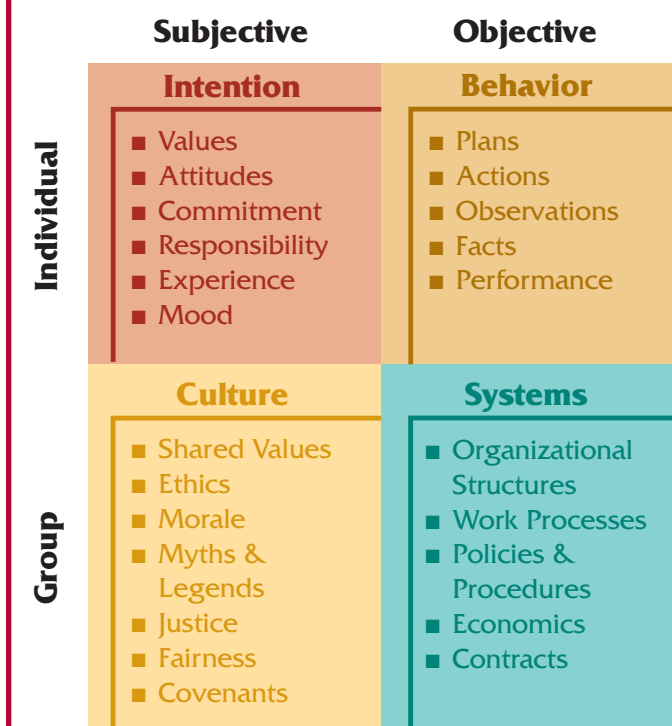 Subjective
Objective
Individual
Intention
■ Values
■ Attitudes
■ Commitment
■ Responsibility
■ Experience
■ Mood
Behavior
■ Plans
■ Actions
■ Observations
■ Facts
■ Performance
Group
Culture
■ Shared Values
■ Ethics
■ Morale
■ Myths &
Legends
■ Justice
■ Fairness
■ Covenants
Systems
■ Organizational
Structures
■ Work Processes
■ Policies &
Procedures
■ Economics
■ Contracts